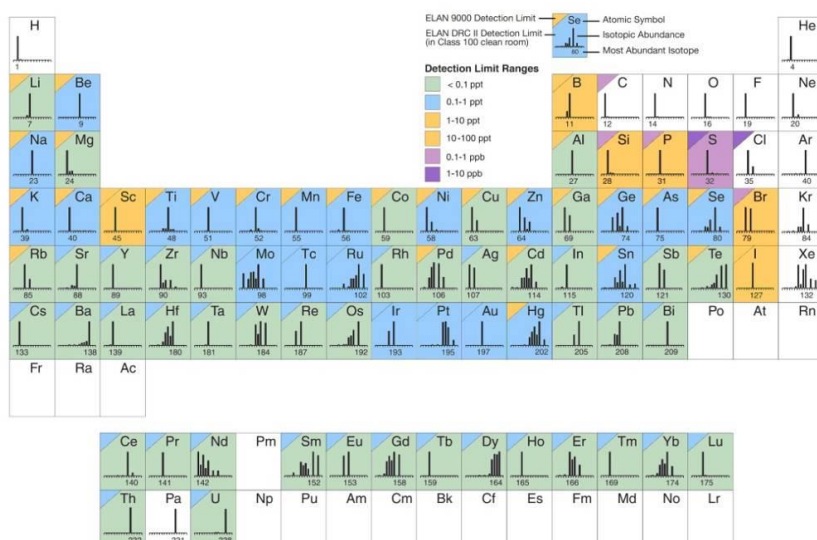 ELAN 9000 Detection Limit
ELAN DRC II Detection Limit
(in Class 100 clean room)
Se
80
Atomic Symbol
Isotopic Abundance
Most Abundant Isotope
Detection Limit Ranges
< 0.1 ppt
0.1-1 ppt
1-10 ppt
10-100 ppt
0.1-1 ppb
1-10 ppb
H He
1 4
Li Be B C N O F Ne
7 9 11 12 14 16 19 20
Na Mg Al Si P S Cl Ar
23 24 27 28 31 32 35 40
K Ca Sc Ti V Cr Mn Fe Co Ni Cu Zn Ga Ge As Se Br Kr
39 40 45 48 51 52 55 56 59 58 63 64 69 74 75 80 79 84
Rb Sr Y Zr Nb Mo Tc Ru Rh Pd Ag Cd In Sn Sb Te I Xe
85 88 89 90 93 98 99 102 103 106 107 114 115 120 121 130 127 132
Cs Ba La Hf Ta W Re Os Ir Pt Au Hg Tl Pb Bi Po At Rn
133 138 139 180 181 184 187 192 193 195 197 202 205 208 209
Fr Ra Ac
Ce Pr Nd Pm Sm Eu Gd Tb Dy Ho Er Tm Yb Lu
140 141 142 152 153 158 159 164 165 166 169 174 175
Th Pa U Np Pu Am Cm Bk Cf Es Fm Md No Lr